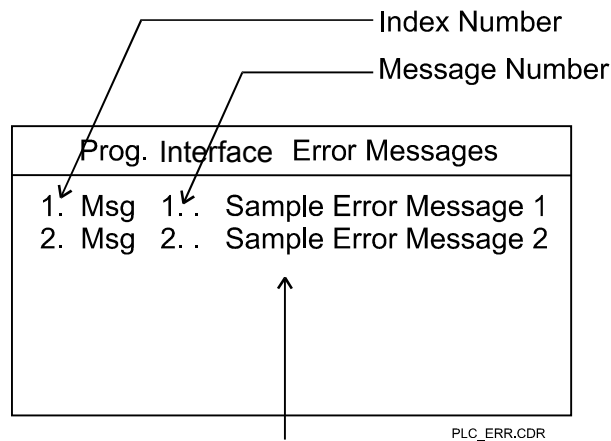 Index Number
Message Number
Prog. Interface Error Messages
1. Msg 1. . Sample Error Message 1
2. Msg 2. . Sample Error Message 2
PLC_ERR.CDR